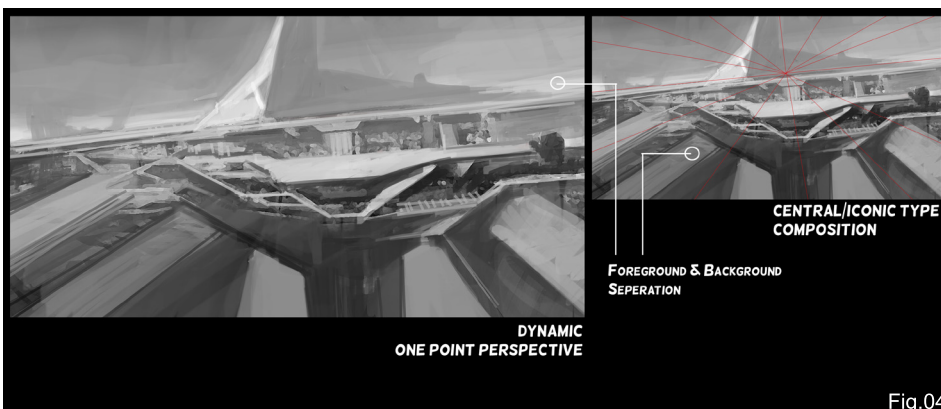 CENTRAL/ICONIC TYPE
COMPOSITION
FOREGROUND & BACKGROUND
SEPERATION
DYNAMIC
ONE POINT PERSPECTIVE
Fig.04